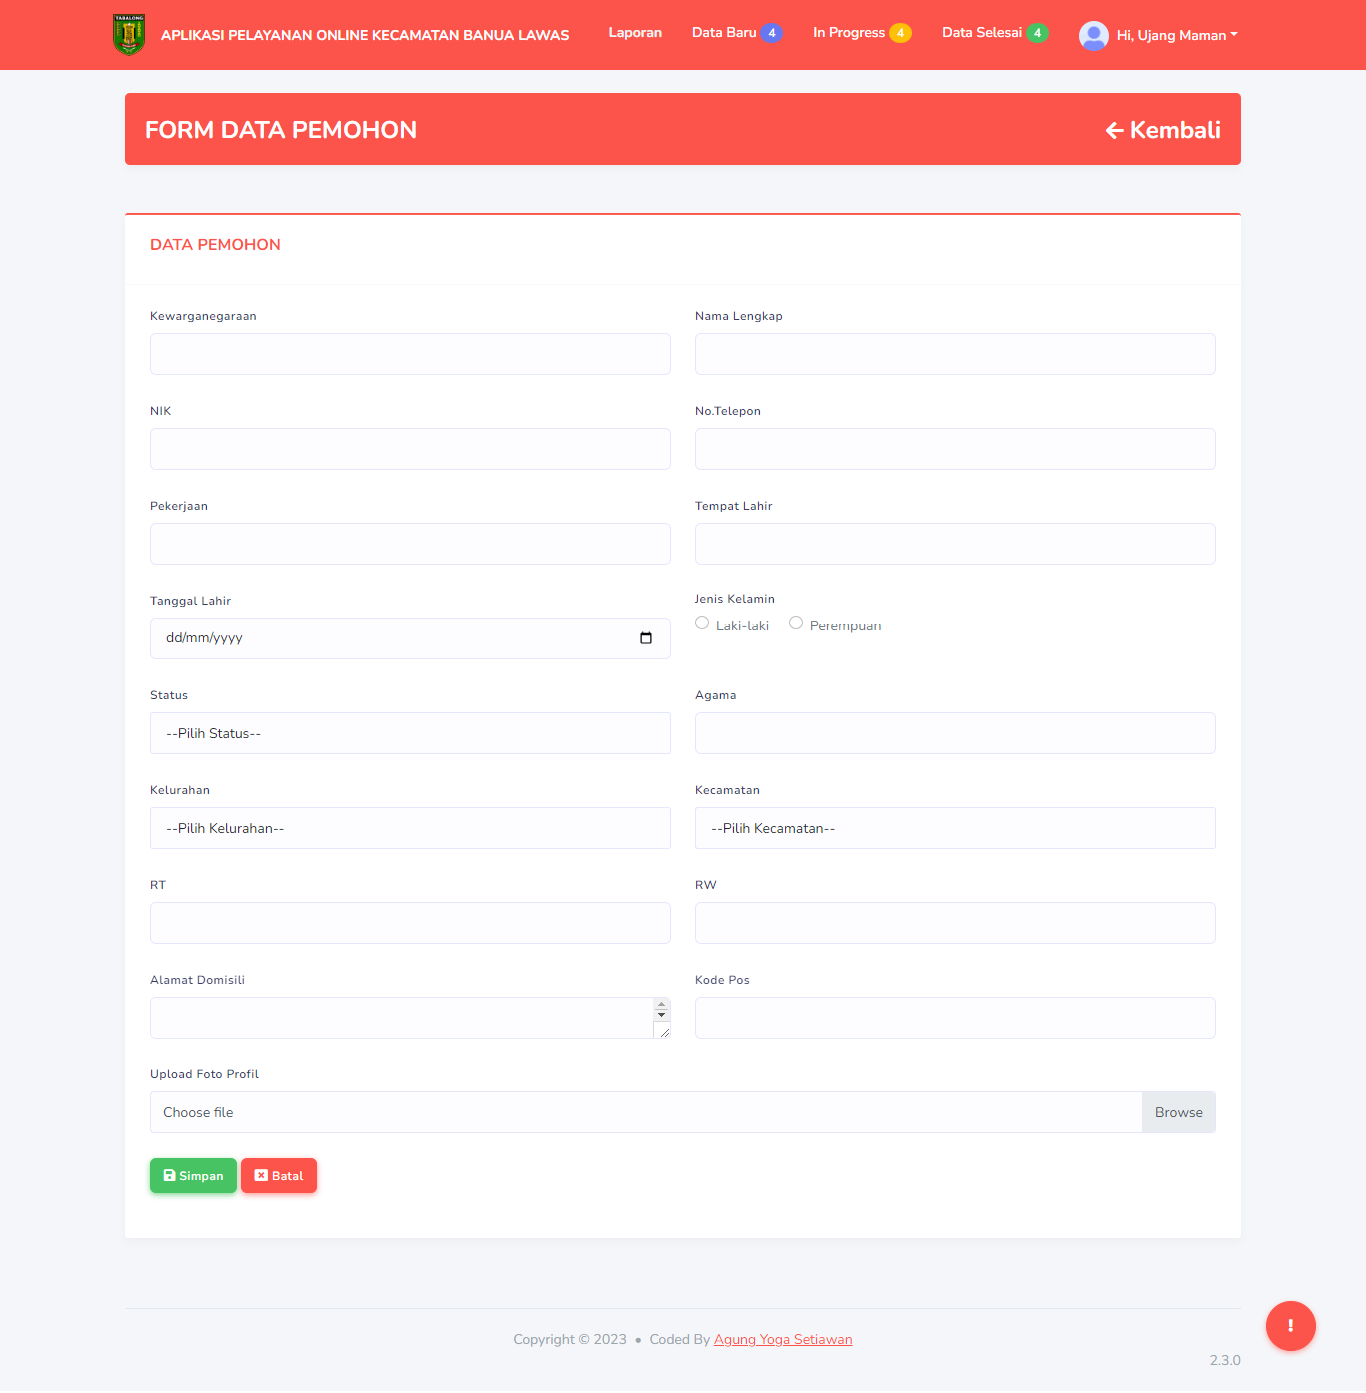 TABALONG
APLIKASI PELAYANAN ONLINE KECAMATAN BANUA LAWAS
Laporan
Data Baru 4
In Progress 4
Data Selesai 4
Hi, Ujang Maman
FORM DATA PEMOHON
Kembali
DATA PEMOHON
Kewarganegaraan
Nama Lengkap
NIK
No.Telepon
Pekerjaan
Tempat Lahir
Tanggal Lahir
dd/mm/yyyy
Jenis Kelamin
Laki-laki
Perempuan
Status
--Pilih Status--
Agama
Kelurahan
--Pilih Kelurahan--
Kecamatan
--Pilih Kecamatan--
RT
RW
Alamat Domisili
Kode Pos
Upload Foto Profil
Choose file
Browse
Simpan
Batal
Copyright © 2023 • Coded By Agung Yoga Setiawan
2.3.0